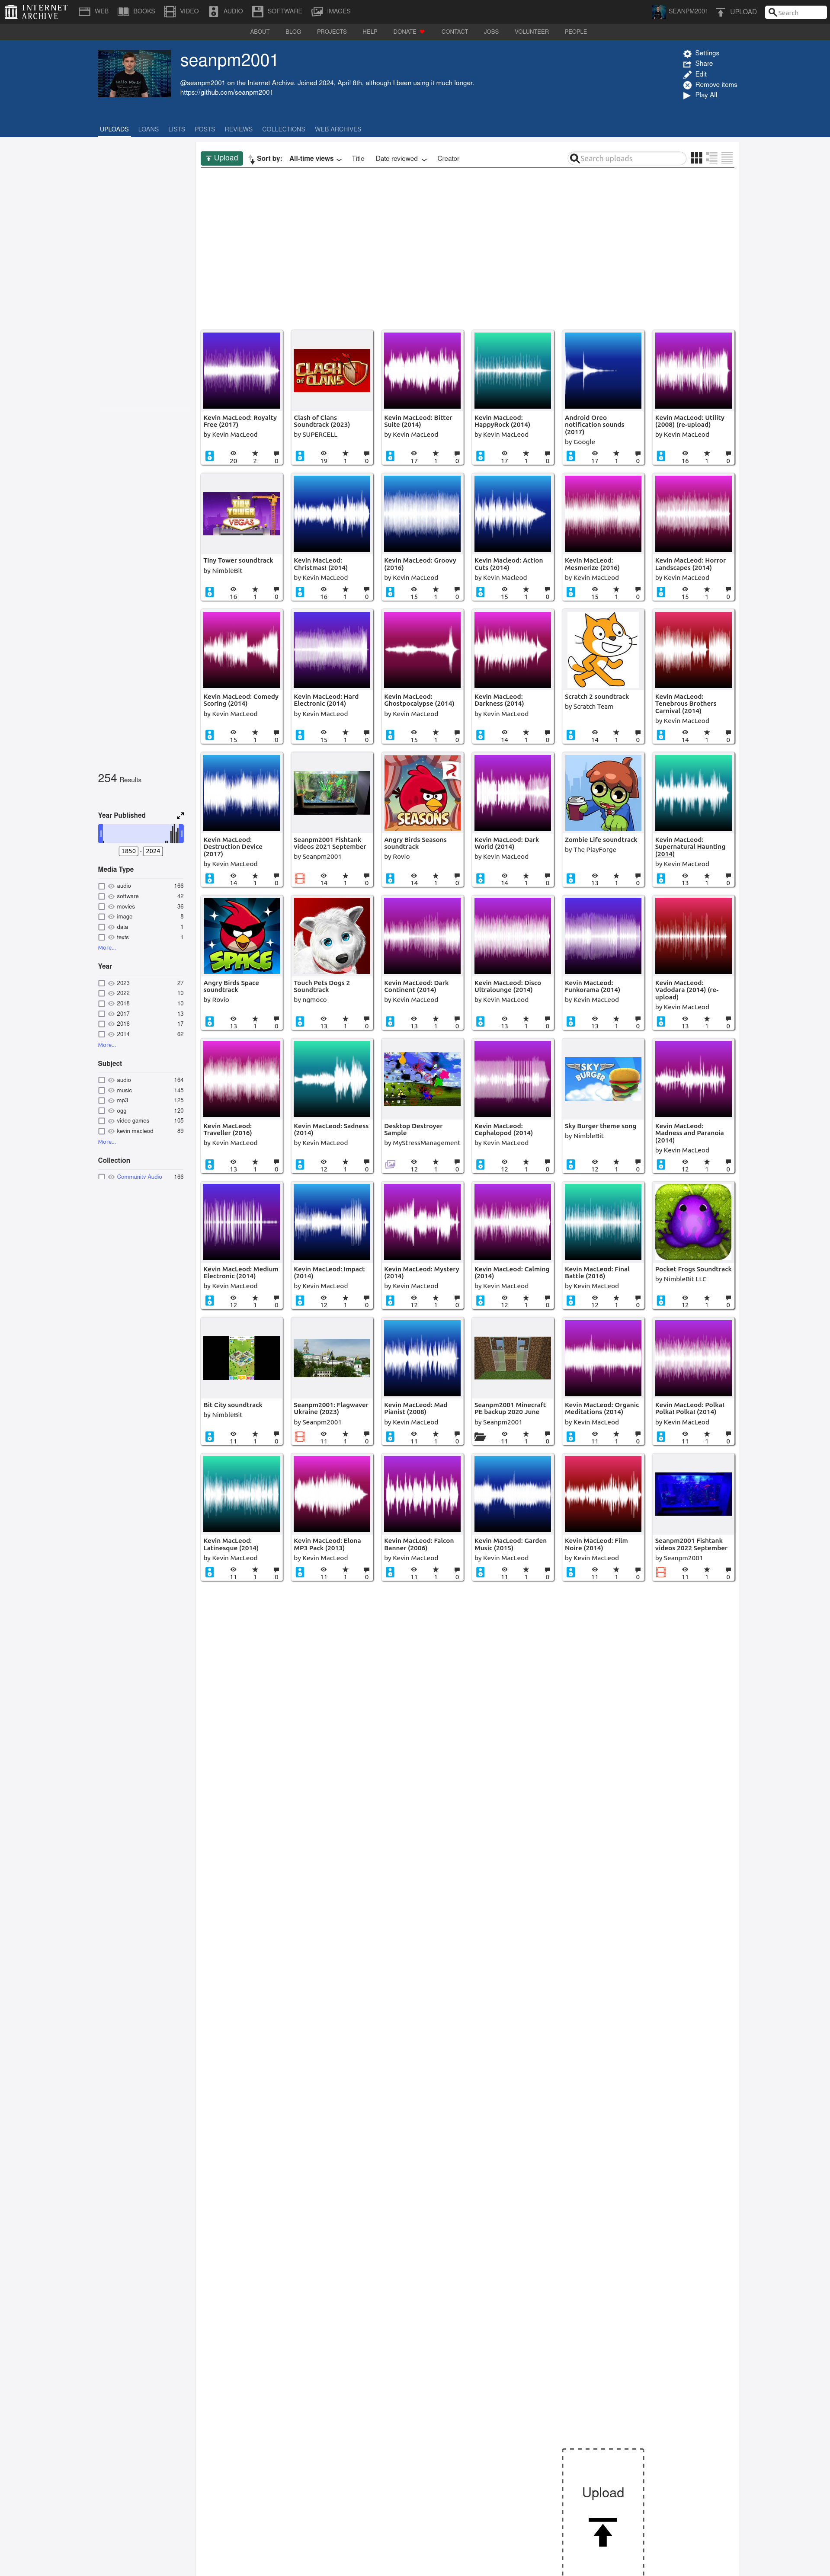 INTERNET ARCHIVE
WEB BOOKS VIDEO AUDIO SOFTWARE IMAGES SEANPM2001 UPLOAD Search
ABOUT BLOG PROJECTS HELP DONATE CONTACT JOBS VOLUNTEER PEOPLE
seanpm2001
@seanpm2001 on the Internet Archive. Joined 2024, April 8th, although I been using it much longer.
https://github.com/seanpm2001
Settings
Share
Edit
Remove items
Play All
UPLOADS LOANS LISTS POSTS REVIEWS COLLECTIONS WEB ARCHIVES
Upload Sort by: All-time views Title Date reviewed Creator Search uploads
254 Results
Year Published
1850 - 2024
Media Type
audio 166
software 42
movies 36
image 8
data 1
texts 1
More...
Year
2023 27
2022 10
2018 10
2017 13
2016 17
2014 62
More...
Subject
audio 164
music 145
mp3 125
ogg 120
video games 105
kevin macleod 89
More...
Collection
Community Audio 166
Kevin MacLeod: Royalty Free (2017)
by Kevin MacLeod
20 2 0
CLASH of CLANS
Clash of Clans Soundtrack (2023)
by SUPERCELL
19 1 0
Kevin MacLeod: Bitter Suite (2014)
by Kevin MacLeod
17 1 0
Kevin MacLeod: HappyRock (2014)
by Kevin MacLeod
17 1 0
Android Oreo notification sounds (2017)
by Google
17 1 0
Kevin MacLeod: Utility (2008) (re-upload)
by Kevin MacLeod
16 1 0
TINY TOWER VEGAS
Tiny Tower soundtrack
by NimbleBit
16 1 0
Kevin MacLeod: Christmas! (2014)
by Kevin MacLeod
16 1 0
Kevin MacLeod: Groovy (2016)
by Kevin MacLeod
15 1 0
Kevin Macleod: Action Cuts (2014)
by Kevin Macleod
15 1 0
Kevin MacLeod: Mesmerize (2016)
by Kevin MacLeod
15 1 0
Kevin MacLeod: Horror Landscapes (2014)
by Kevin MacLeod
15 1 0
Kevin MacLeod: Comedy Scoring (2014)
by Kevin MacLeod
15 1 0
Kevin MacLeod: Hard Electronic (2014)
by Kevin MacLeod
15 1 0
Kevin MacLeod: Ghostpocalypse (2014)
by Kevin MacLeod
15 1 0
Kevin MacLeod: Darkness (2014)
by Kevin MacLeod
14 1 0
Scratch 2 soundtrack
by Scratch Team
14 1 0
Kevin MacLeod: Tenebrous Brothers Carnival (2014)
by Kevin MacLeod
14 1 0
Kevin MacLeod: Destruction Device (2017)
by Kevin MacLeod
14 1 0
Seanpm2001 Fishtank videos 2021 September
by Seanpm2001
14 1 0
SEASONS
Angry Birds Seasons soundtrack
by Rovio
14 1 0
Kevin MacLeod: Dark World (2014)
by Kevin MacLeod
14 1 0
Zombie Life soundtrack
by The PlayForge
13 1 0
Kevin MacLeod: Supernatural Haunting (2014)
by Kevin MacLeod
13 1 0
SPACE
Angry Birds Space soundtrack
by Rovio
13 1 0
Touch Pets Dogs 2 Soundtrack
by ngmoco
13 1 0
Kevin MacLeod: Dark Continent (2014)
by Kevin MacLeod
13 1 0
Kevin MacLeod: Disco Ultralounge (2014)
by Kevin MacLeod
13 1 0
Kevin MacLeod: Funkorama (2014)
by Kevin MacLeod
13 1 0
Kevin MacLeod: Vadodara (2014) (re-upload)
by Kevin MacLeod
13 1 0
Kevin MacLeod: Traveller (2016)
by Kevin MacLeod
13 1 0
Kevin MacLeod: Sadness (2014)
by Kevin MacLeod
12 1 0
Desktop Destroyer Sample
by MyStressManagement
12 1 0
Kevin MacLeod: Cephalopod (2014)
by Kevin MacLeod
12 1 0
SKY BURGER
Sky Burger theme song
by NimbleBit
12 1 0
Kevin MacLeod: Madness and Paranoia (2014)
by Kevin MacLeod
12 1 0
Kevin MacLeod: Medium Electronic (2014)
by Kevin MacLeod
12 1 0
Kevin MacLeod: Impact (2014)
by Kevin MacLeod
12 1 0
Kevin MacLeod: Mystery (2014)
by Kevin MacLeod
12 1 0
Kevin MacLeod: Calming (2014)
by Kevin MacLeod
12 1 0
Kevin MacLeod: Final Battle (2016)
by Kevin MacLeod
12 1 0
Pocket Frogs Soundtrack
by NimbleBit LLC
12 1 0
Bit City soundtrack
by NimbleBit
11 1 0
Seanpm2001: Flagwaver Ukraine (2023)
by Seanpm2001
11 1 0
Kevin MacLeod: Mad Pianist (2008)
by Kevin MacLeod
11 1 0
Seanpm2001 Minecraft PE backup 2020 June
by Seanpm2001
11 1 0
Kevin MacLeod: Organic Meditations (2014)
by Kevin MacLeod
11 1 0
Kevin MacLeod: Polka! Polka! Polka! (2014)
by Kevin MacLeod
11 1 0
Kevin MacLeod: Latinesque (2014)
by Kevin MacLeod
11 1 0
Kevin MacLeod: Elona MP3 Pack (2013)
by Kevin MacLeod
11 1 0
Kevin MacLeod: Falcon Banner (2006)
by Kevin MacLeod
11 1 0
Kevin MacLeod: Garden Music (2015)
by Kevin MacLeod
11 1 0
Kevin MacLeod: Film Noire (2014)
by Kevin MacLeod
11 1 0
Seanpm2001 Fishtank videos 2022 September
by Seanpm2001
11 1 0
Upload